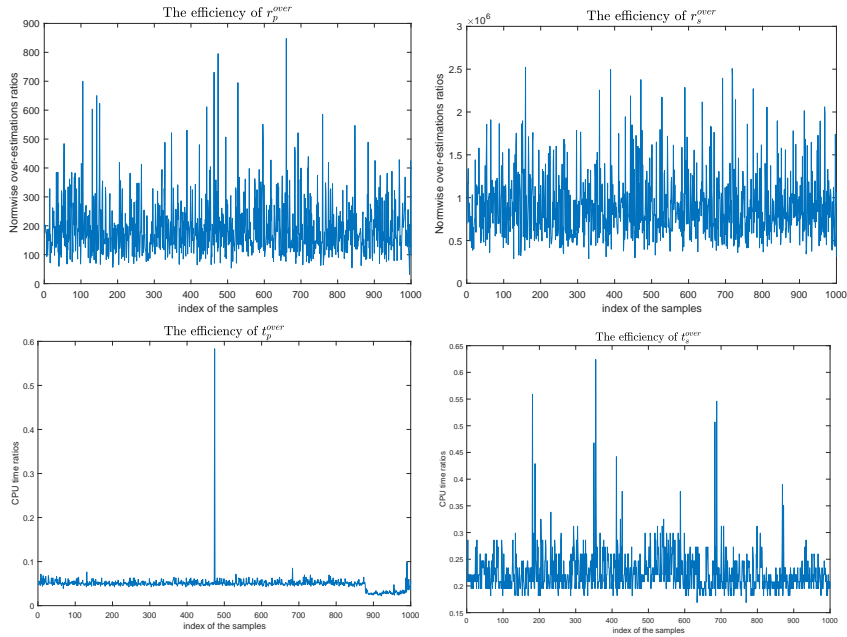 The efficiency of r_p^{over}
Normwise over-estimations ratios
900
800
700
600
500
400
300
200
100
0
0 100 200 300 400 500 600 700 800 900 1000
index of the samples
The efficiency of r_s^{over}
×10^6
Normwise over-estimations ratios
3
2.5
2
1.5
1
0.5
0
0 100 200 300 400 500 600 700 800 900 1000
index of the samples
The efficiency of t_p^{over}
CPU time ratios
0.6
0.5
0.4
0.3
0.2
0.1
0
0 100 200 300 400 500 600 700 800 900 1000
index of the samples
The efficiency of t_s^{over}
CPU time ratios
0.65
0.6
0.55
0.5
0.45
0.4
0.35
0.3
0.25
0.2
0.15
0 100 200 300 400 500 600 700 800 900 1000
index of the samples